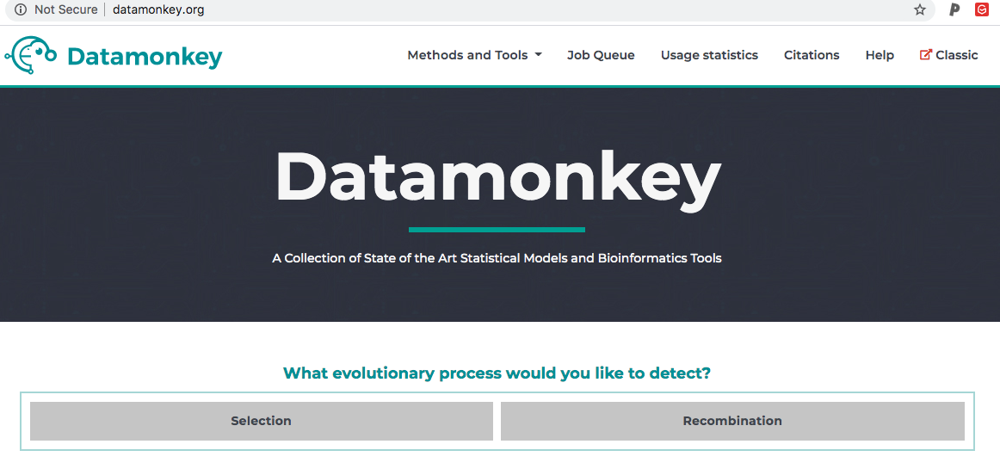 Not Secure | datamonkey.org
Datamonkey
Methods and Tools Job Queue Usage statistics Citations Help Classic
Datamonkey
A Collection of State of the Art Statistical Models and Bioinformatics Tools
What evolutionary process would you like to detect?
Selection Recombination